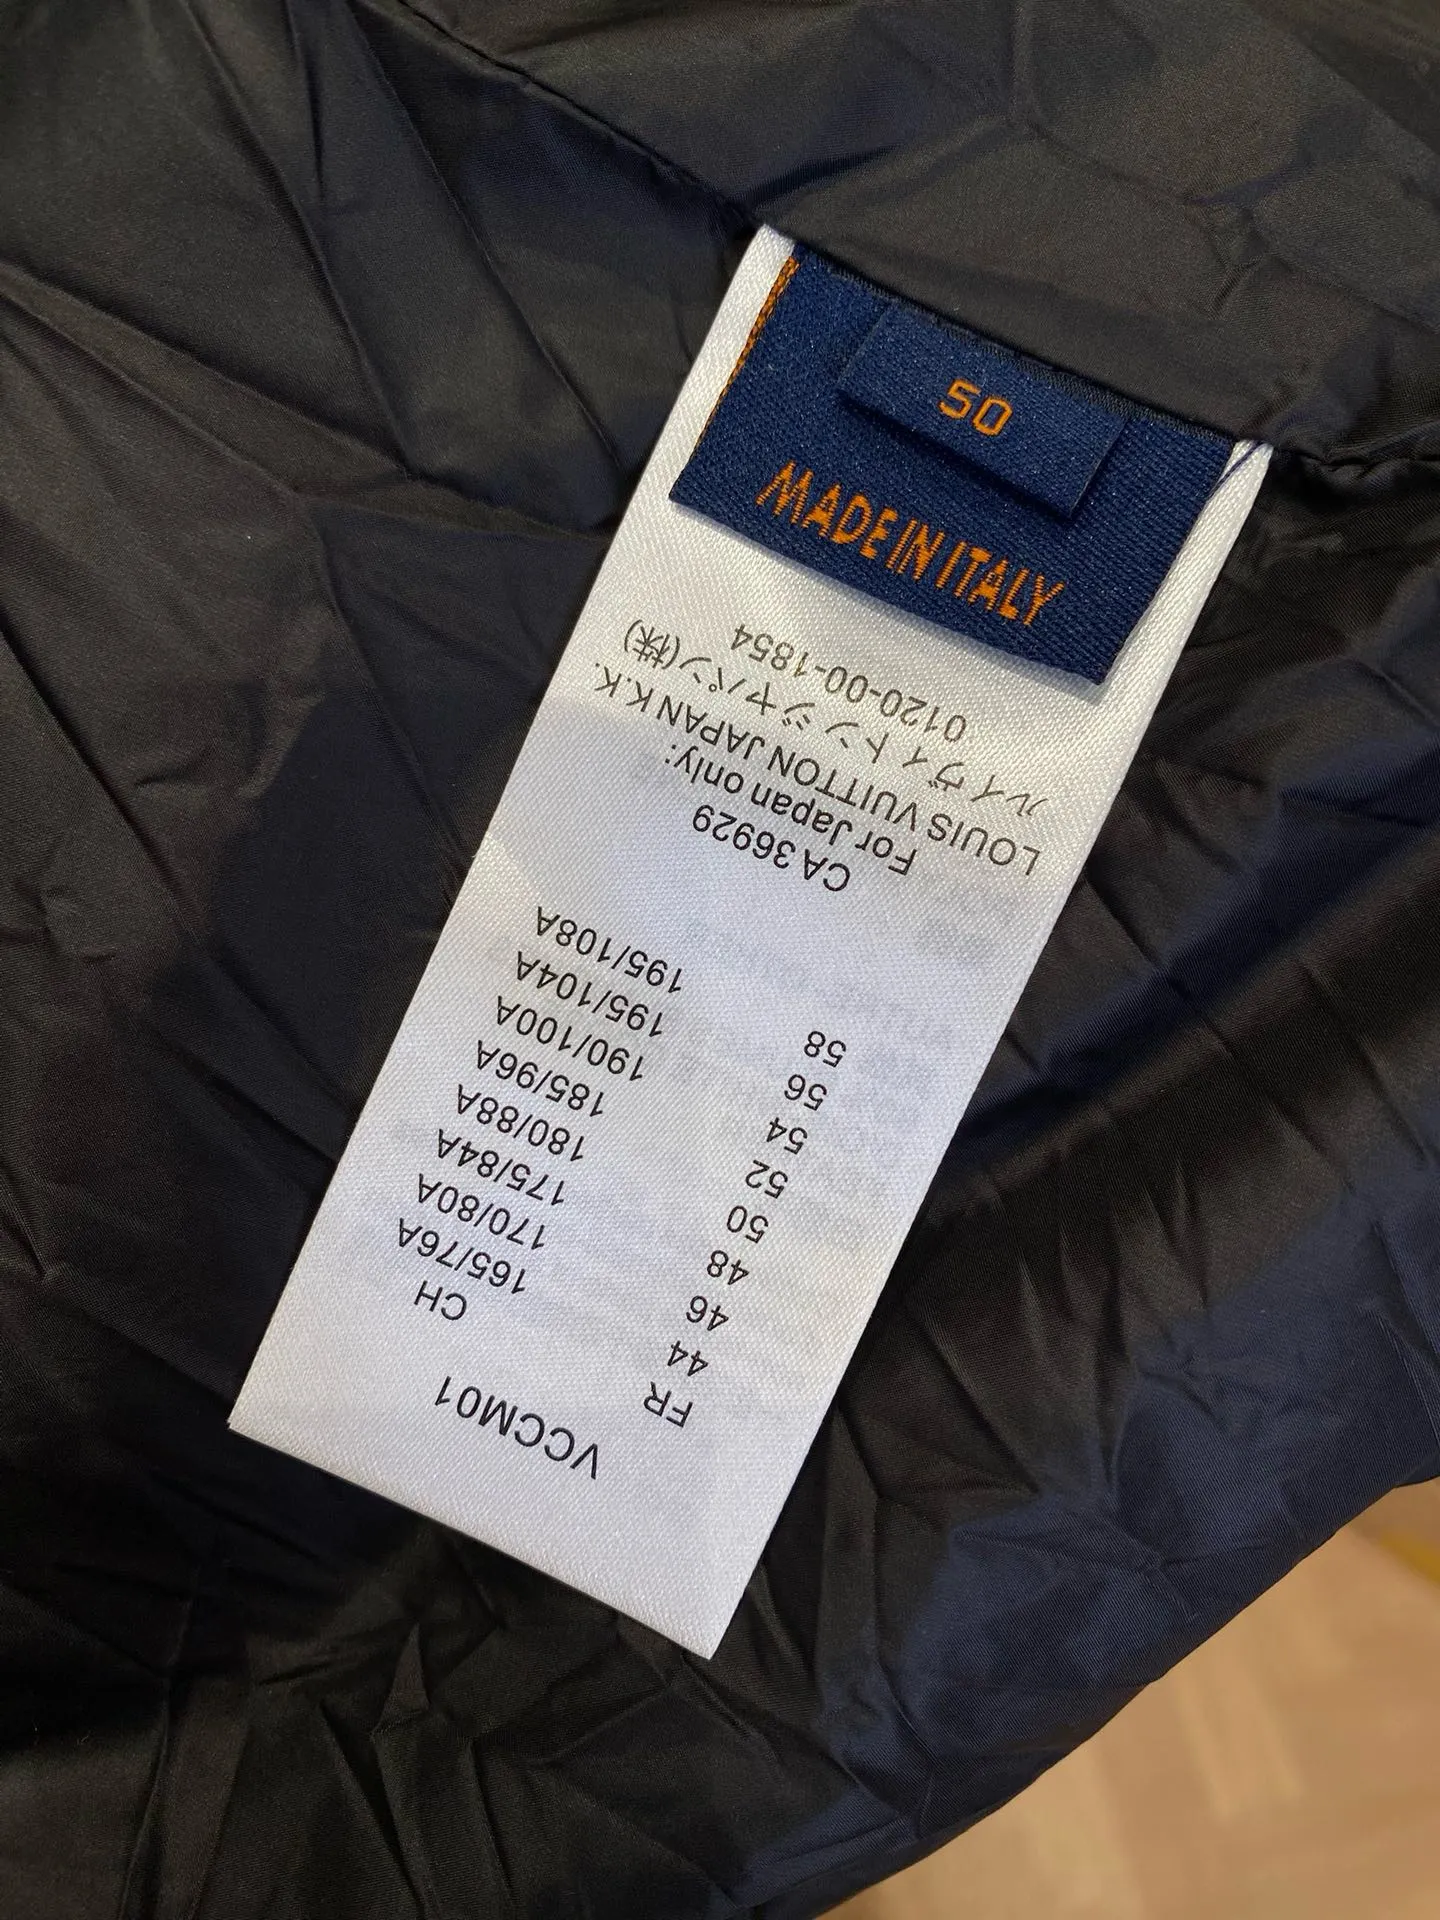 50
MADE IN ITALY
VCCM01
FR CH
44 165/76A
46 170/80A
48 175/84A
50 180/88A
52 185/96A
54 190/100A
56 195/104A
58 195/108A
CA 36929
For Japan only:
LOUIS VUITTON JAPAN K.K.
ルイヴィトンジャパン(株)
0120-00-1854